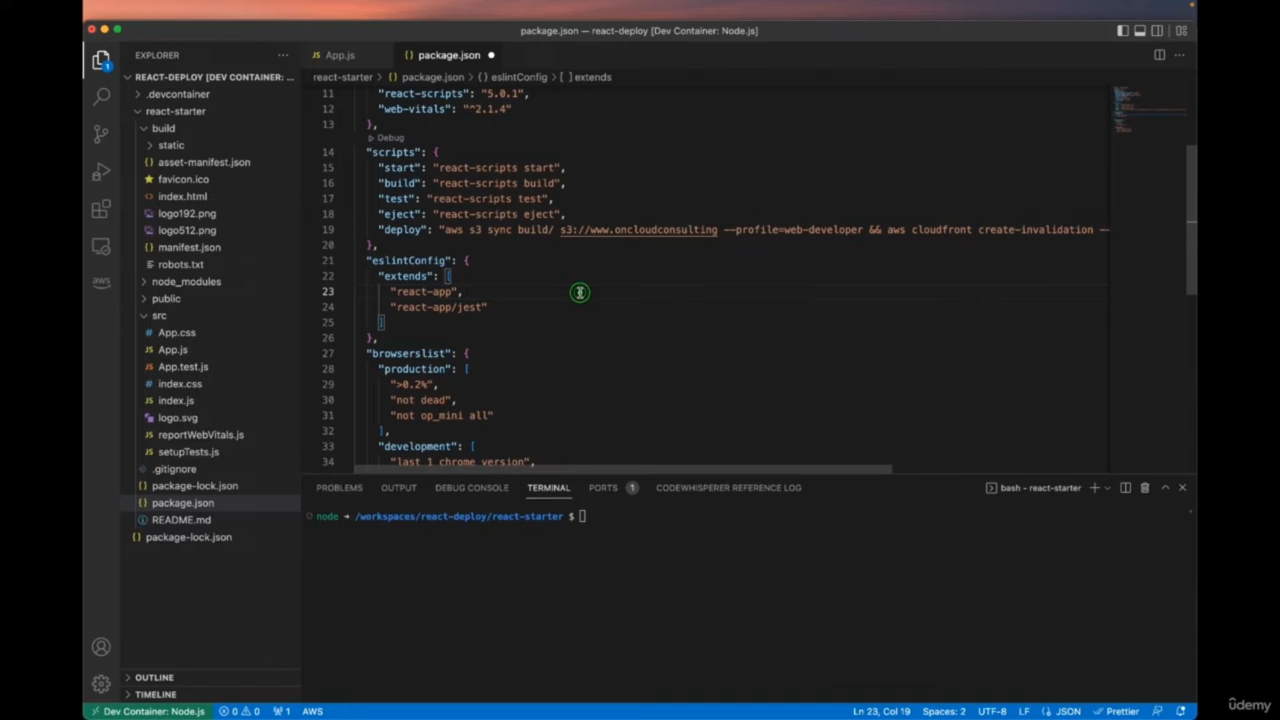 package.json — react-deploy [Dev Container: Node.js]
EXPLORER
REACT-DEPLOY [DEV CONTAINER: ...
.devcontainer
react-starter
build
static
asset-manifest.json
favicon.ico
index.html
logo192.png
logo512.png
manifest.json
robots.txt
node_modules
public
src
App.css
App.js
App.test.js
index.css
index.js
logo.svg
reportWebVitals.js
setupTests.js
.gitignore
package-lock.json
package.json
README.md
package-lock.json
OUTLINE
TIMELINE
1
aws
JS App.js {} package.json
react-starter > {} package.json > {} eslintConfig > [ ] extends
11 "react-scripts": "5.0.1",
12 "web-vitals": "^2.1.4"
13 },
Debug
14 "scripts": {
15 "start": "react-scripts start",
16 "build": "react-scripts build",
17 "test": "react-scripts test",
18 "eject": "react-scripts eject",
19 "deploy": "aws s3 sync build/ s3://www.oncloudconsulting --profile=web-developer && aws cloudfront create-invalidation --
20 },
21 "eslintConfig": {
22 "extends": [
23 "react-app",
24 "react-app/jest"
25 ]
26 },
27 "browserslist": {
28 "production": [
29 ">0.2%",
30 "not dead",
31 "not op_mini all"
32 ],
33 "development": [
34 "last 1 chrome version",
PROBLEMS OUTPUT DEBUG CONSOLE TERMINAL PORTS 1 CODEWHISPERER REFERENCE LOG
bash - react-starter
node → /workspaces/react-deploy/react-starter $
Dev Container: Node.js 0 0 1 AWS
Ln 23, Col 19 Spaces: 2 UTF-8 LF {} JSON Prettier
ûdemy